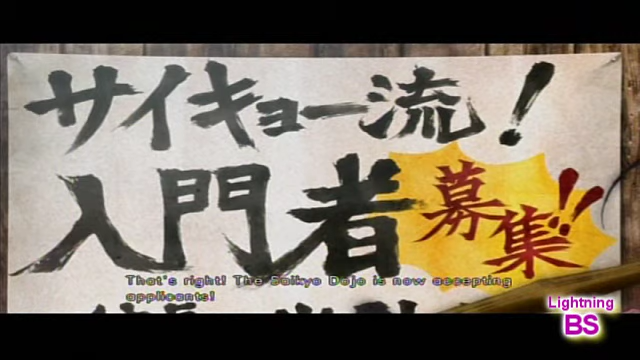 サイキョー流!
入門者
募集!!
That's right! The Saikyo Dojo is now accepting
applicants!
Lightning
BS